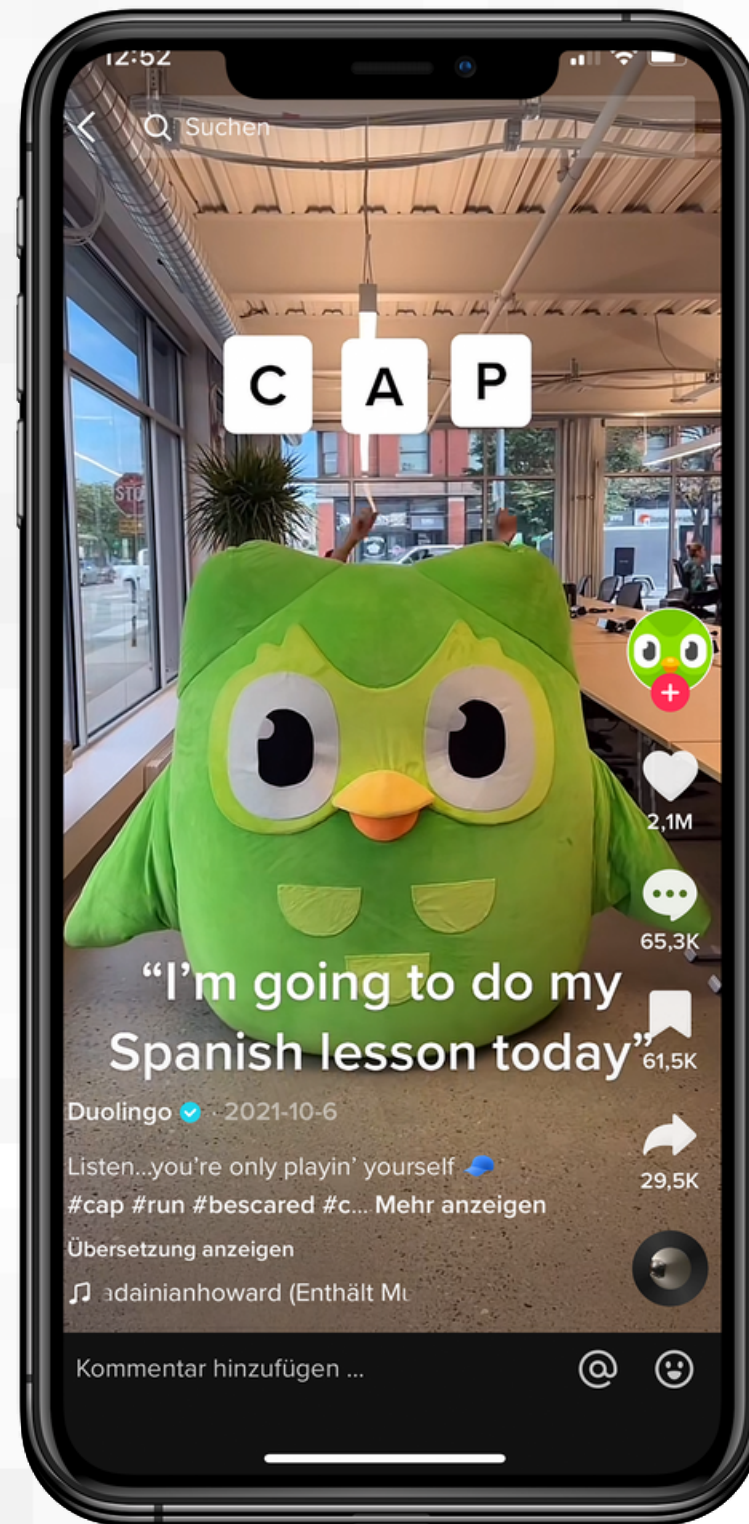 12:52
Suchen
C A P
STO
2,1M
65,3K
“I’m going to do my
Spanish lesson today”
61,5K
Duolingo · 2021-10-6
Listen...you’re only playin’ yourself 🧢
#cap #run #bescared #c... Mehr anzeigen
29,5K
Übersetzung anzeigen
adainianhoward (Enthält Mu
Kommentar hinzufügen ...